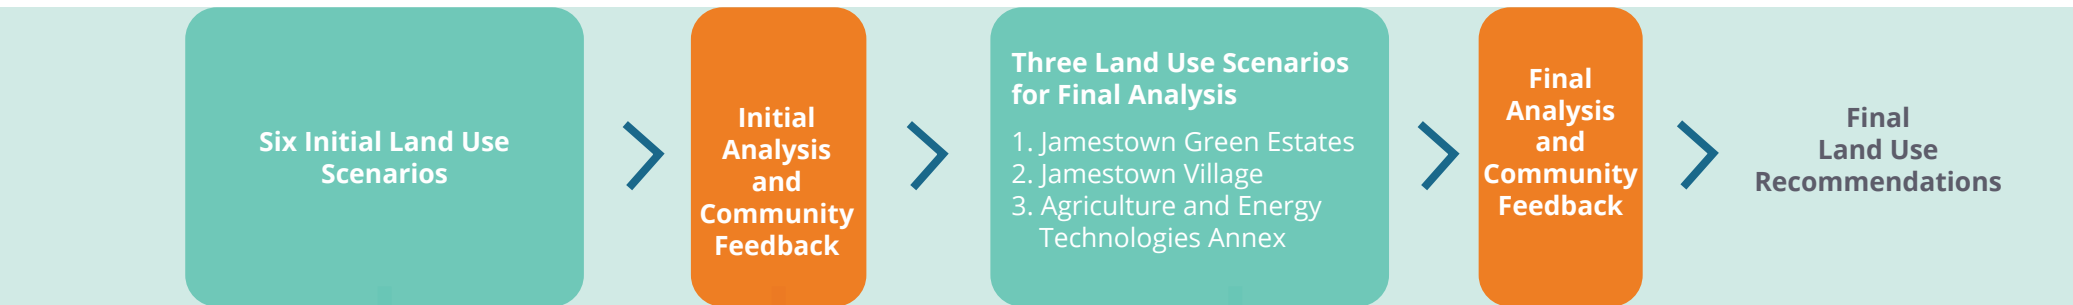 Six Initial Land Use
Scenarios
Initial
Analysis
and
Community
Feedback
Three Land Use Scenarios
for Final Analysis
1. Jamestown Green Estates
2. Jamestown Village
3. Agriculture and Energy
Technologies Annex
Final
Analysis
and
Community
Feedback
Final
Land Use
Recommendations